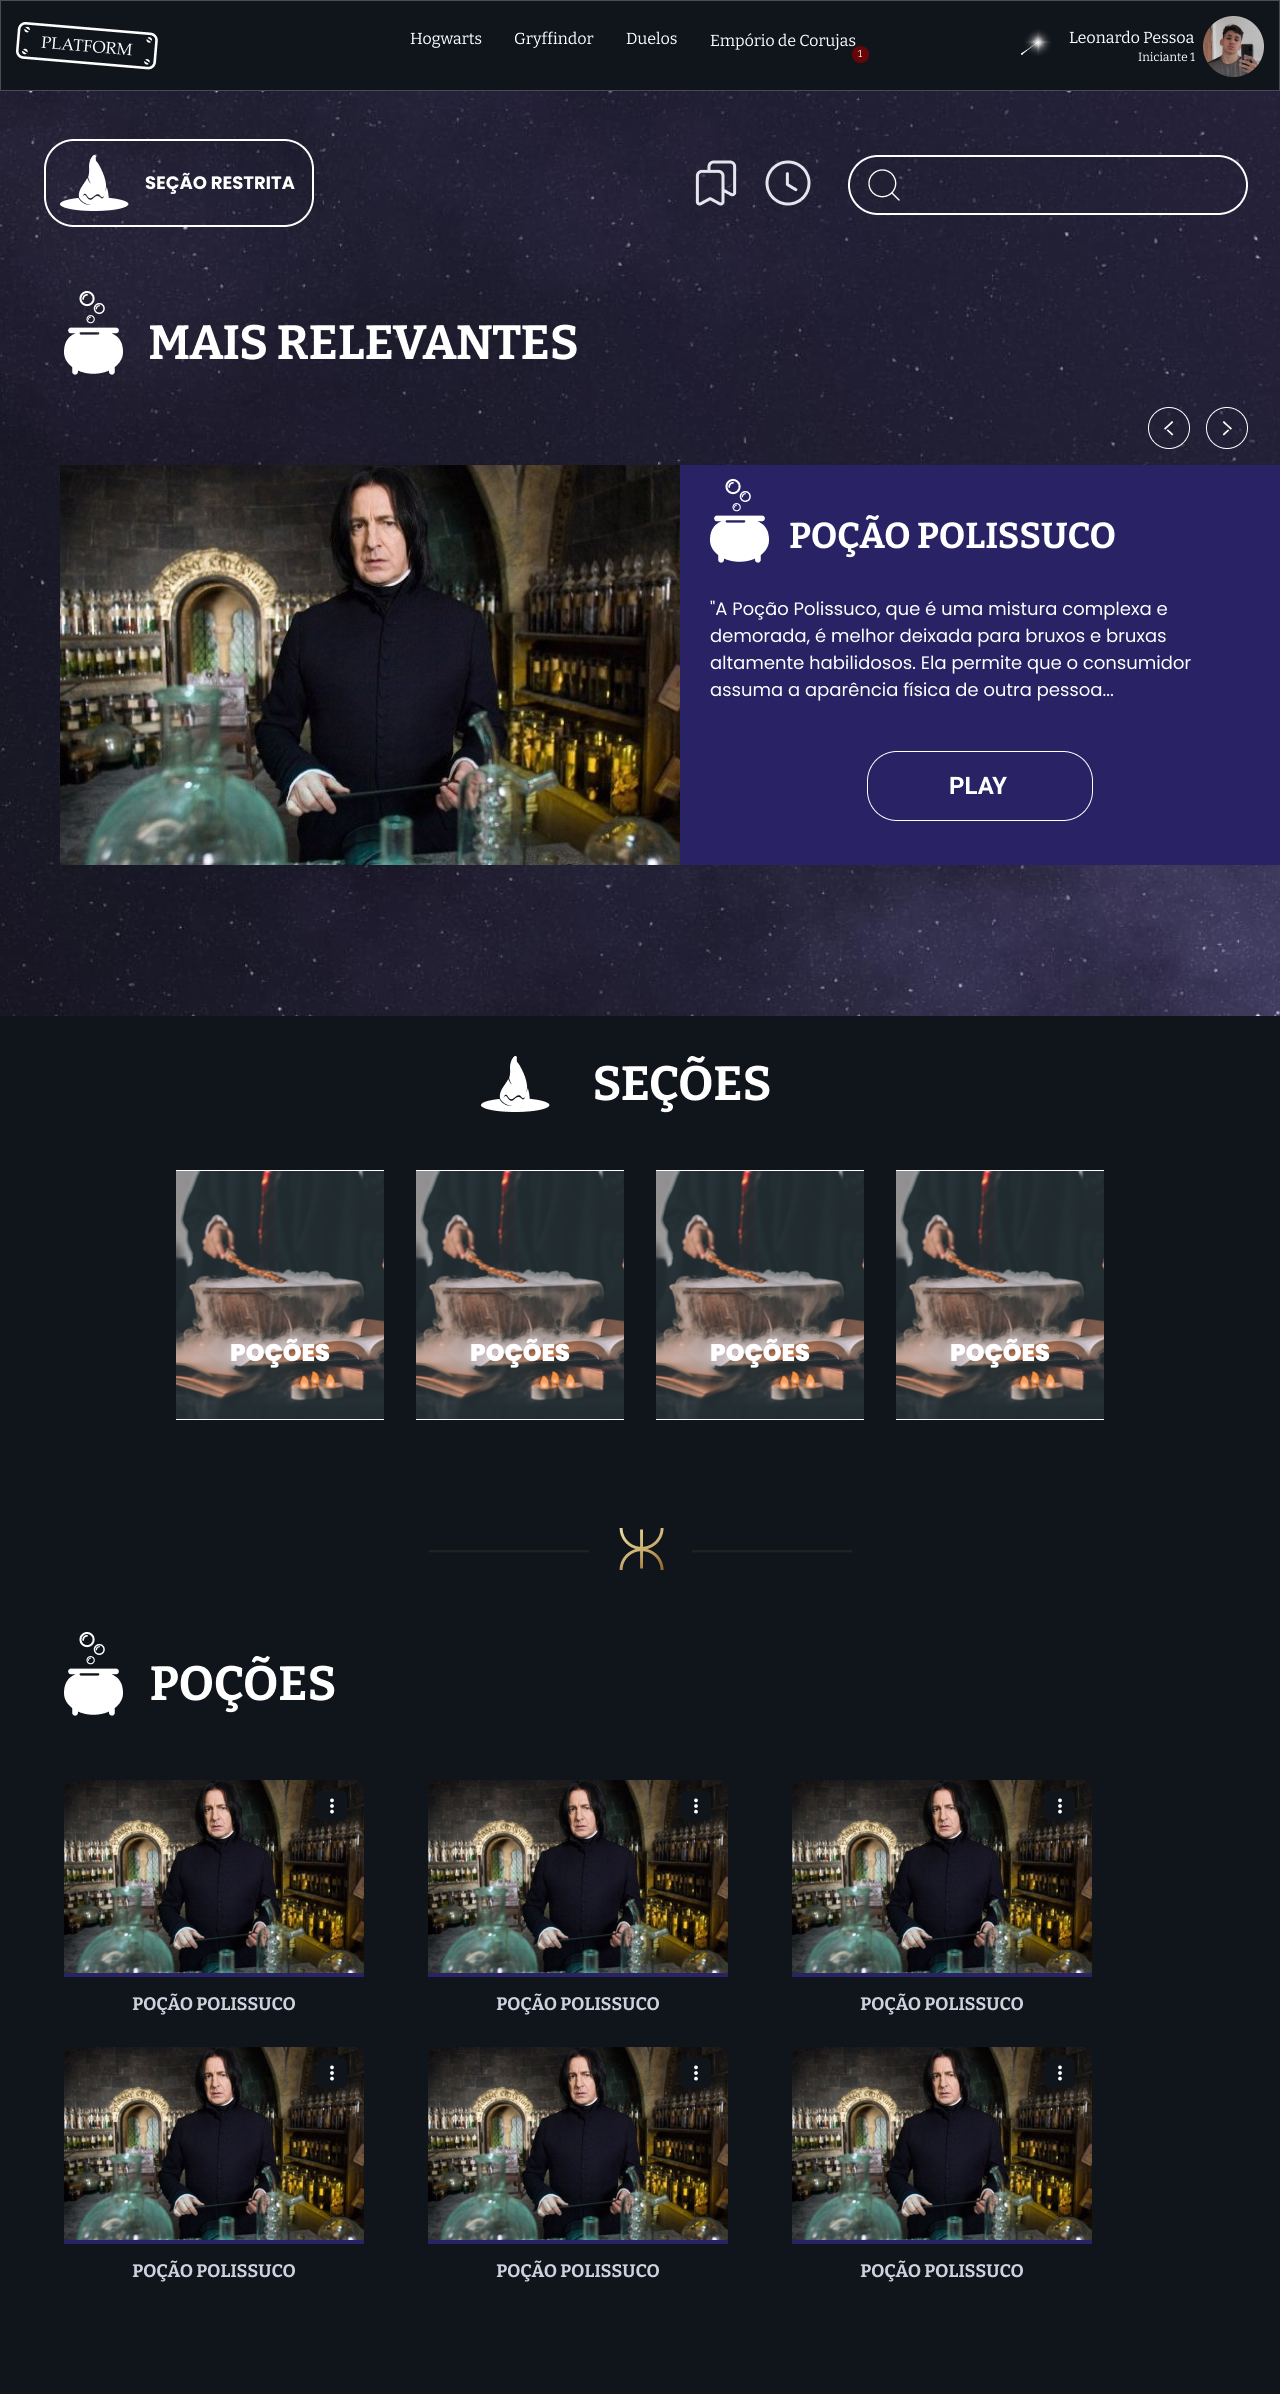 PLATFORM
Hogwarts
Gryffindor
Duelos
Empório de Corujas
1
Leonardo Pessoa
Iniciante 1
SEÇÃO RESTRITA
MAIS RELEVANTES
POÇÃO POLISSUCO
"A Poção Polissuco, que é uma mistura complexa e
demorada, é melhor deixada para bruxos e bruxas
altamente habilidosos. Ela permite que o consumidor
assuma a aparência física de outra pessoa...
PLAY
SEÇÕES
POÇÕES
POÇÕES
POÇÕES
POÇÕES
POÇÕES
POÇÃO POLISSUCO
POÇÃO POLISSUCO
POÇÃO POLISSUCO
POÇÃO POLISSUCO
POÇÃO POLISSUCO
POÇÃO POLISSUCO